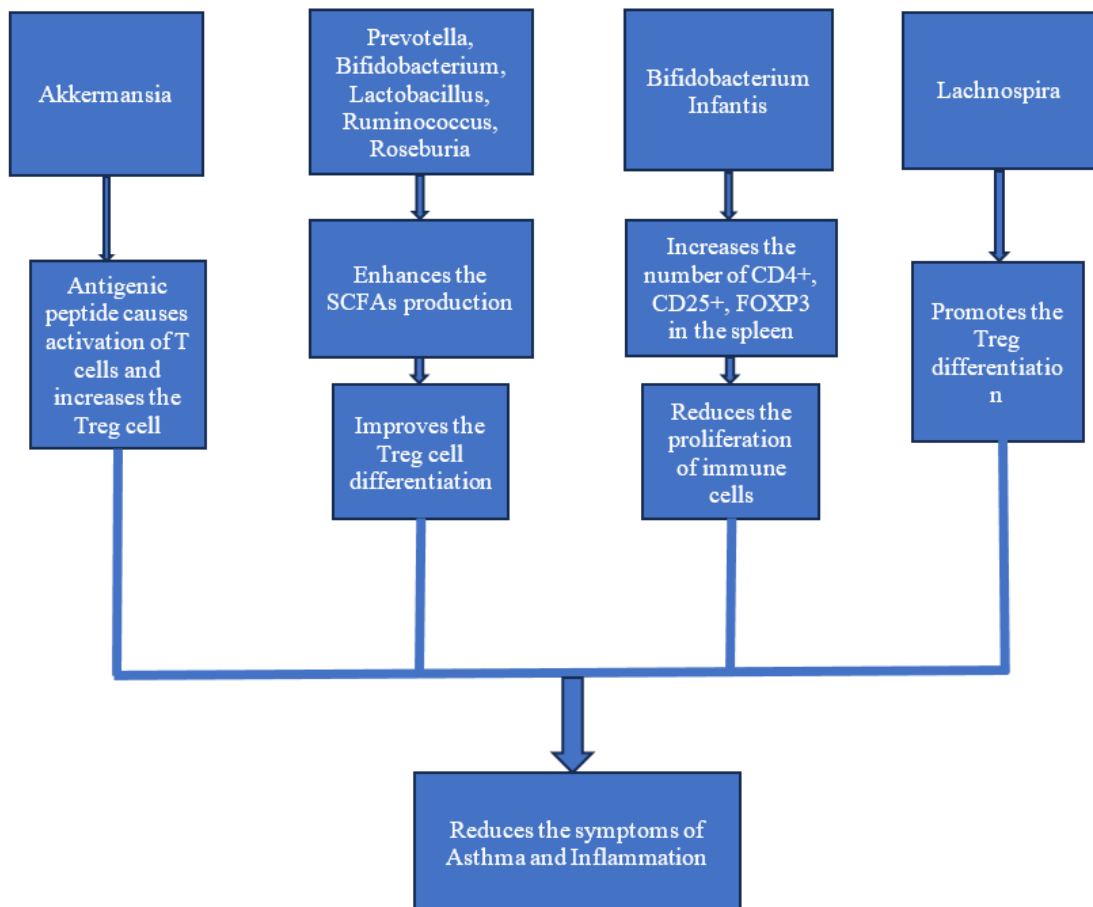 Akkermansia
Prevotella,
Bifidobacterium,
Lactobacillus,
Ruminococcus,
Roseburia
Bifidobacterium
Infantis
Lachnospira
Antigenic
peptide causes
activation of T
cells and
increases the
Treg cell
Enhances the
SCFAs production
Increases the
number of CD4+,
CD25+, FOXP3
in the spleen
Promotes the
Treg
differentiatio
n
Improves the
Treg cell
differentiation
Reduces the
proliferation
of immune
cells
Reduces the symptoms of
Asthma and Inflammation